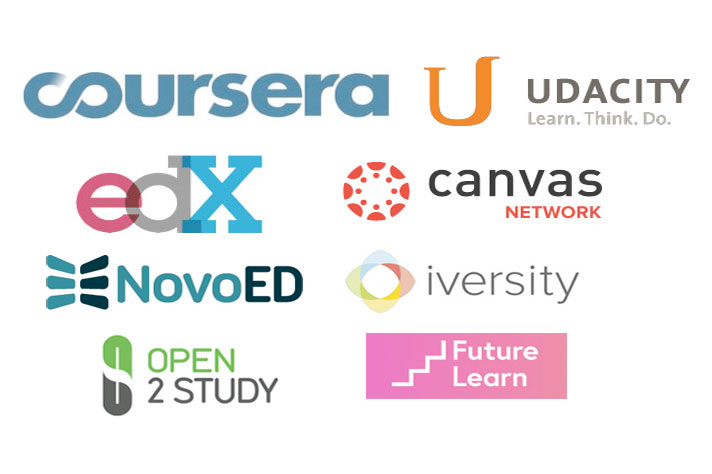 coursera
U UDACITY
Learn. Think. Do.
edX
canvas
NETWORK
NovoED
iversity
OPEN
2 STUDY
Future
Learn